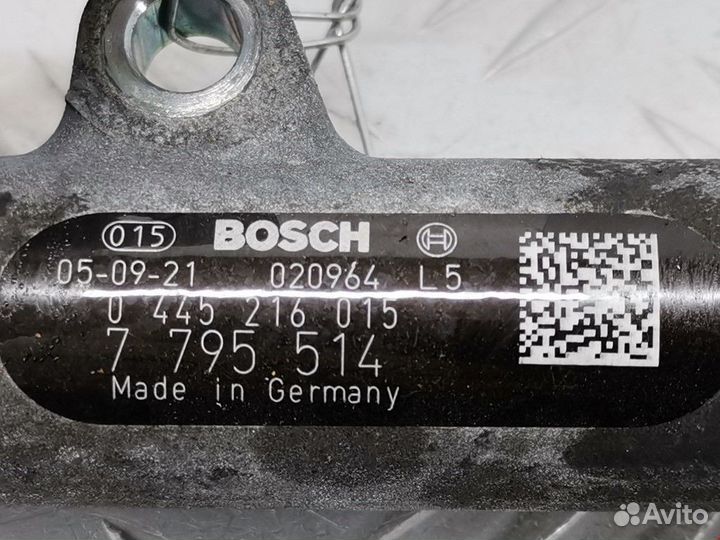 015 BOSCH
05-09-21 020964 L5
0 445 216 015
7 795 514
Made in Germany
Avito